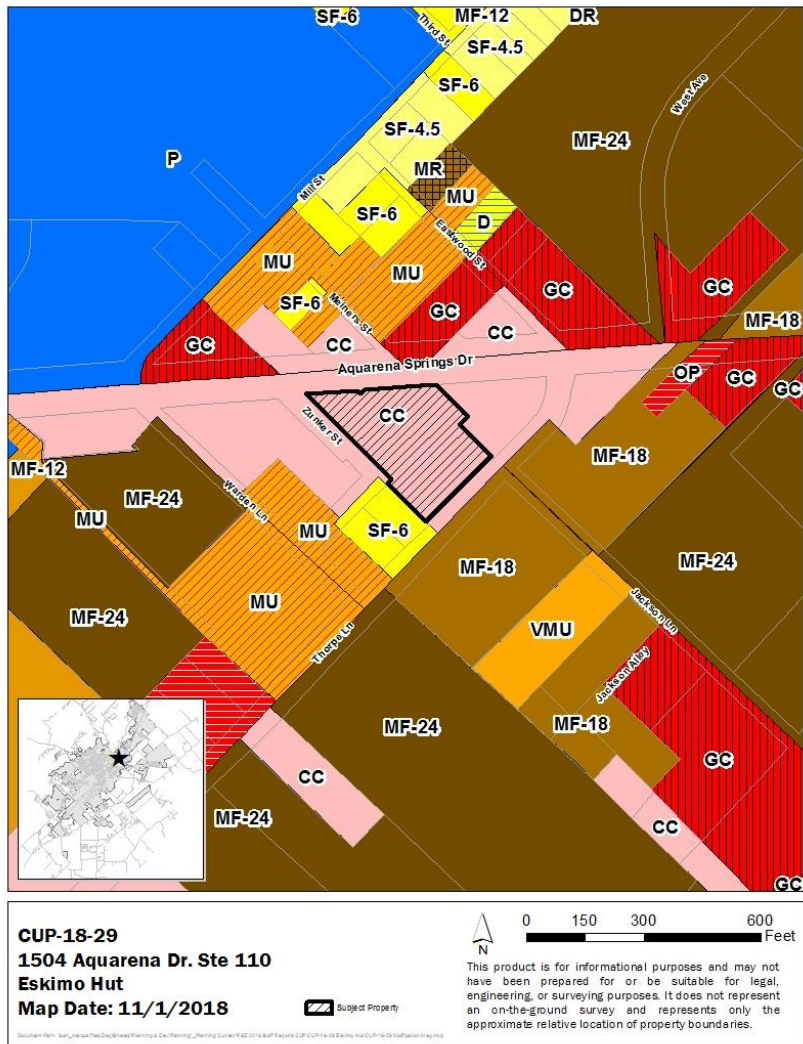 SF-6
Third St
MF-12
DR
SF-4.5
SF-6
West Ave
SF-4.5
MF-24
P
MR
Mill St
SF-6
MU
D
Eastwood St
MU
MU
GC
GC
SF-6
Meiners St
MF-18
GC
CC
CC
Aquarena Springs Dr
OP
GC
GC
CC
Zunker St
MF-18
MF-12
MF-24
Warden Ln
MU
MU
SF-6
MF-18
MF-24
MU
VMU
Jackson Ln
MF-24
Thorpe Ln
Jackson Alley
MF-24
MF-18
GC
CC
MF-24
CC
GC
CUP-18-29
1504 Aquarena Dr. Ste 110
Eskimo Hut
Map Date: 11/1/2018
Subject Property
N
0 150 300 600
Feet
This product is for informational purposes and may not
have been prepared for or be suitable for legal,
engineering, or surveying purposes. It does not represent
an on-the-ground survey and represents only the
approximate relative location of property boundaries.